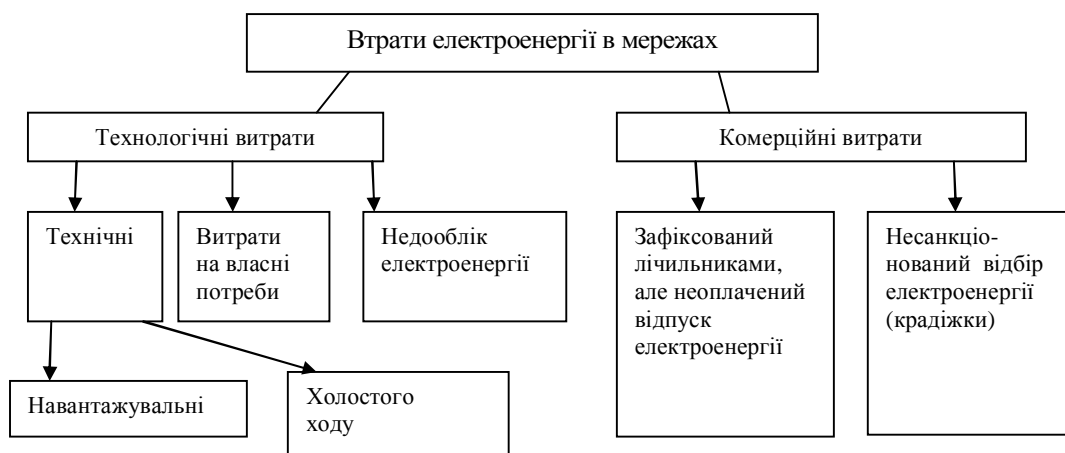 Втрати електроенергії в мережах
Технологічні витрати
Комерційні витрати
Технічні
Витрати
на власні
потреби
Недооблік
електроенергії
Зафіксований
лічильниками,
але неоплачений
відпуск
електроенергії
Несанкціо-
нований відбір
електроенергії
(крадіжки)
Навантажувальні
Холостого
ходу